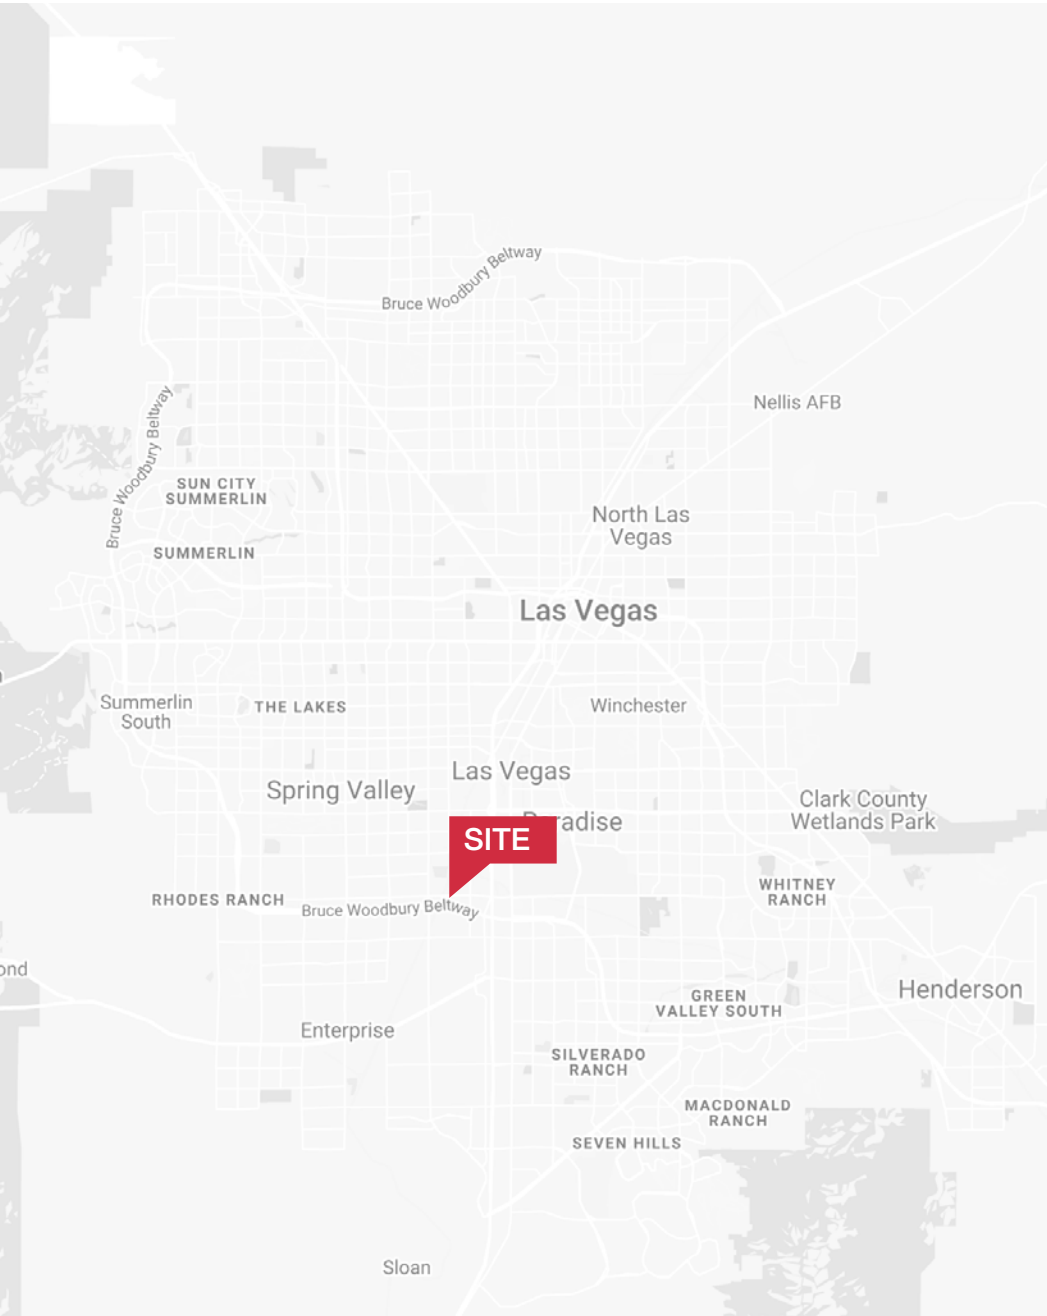 Bruce Woodbury Beltway
Bruce Woodbury Beltway
Nellis AFB
SUN CITY
SUMMERLIN
North Las
Vegas
SUMMERLIN
Las Vegas
Summerlin
South
THE LAKES
Winchester
Las Vegas
Spring Valley
Clark County
Wetlands Park
Paradise
SITE
WHITNEY
RANCH
RHODES RANCH
Bruce Woodbury Beltway
ond
Henderson
GREEN
VALLEY SOUTH
Enterprise
SILVERADO
RANCH
MACDONALD
RANCH
SEVEN HILLS
Sloan